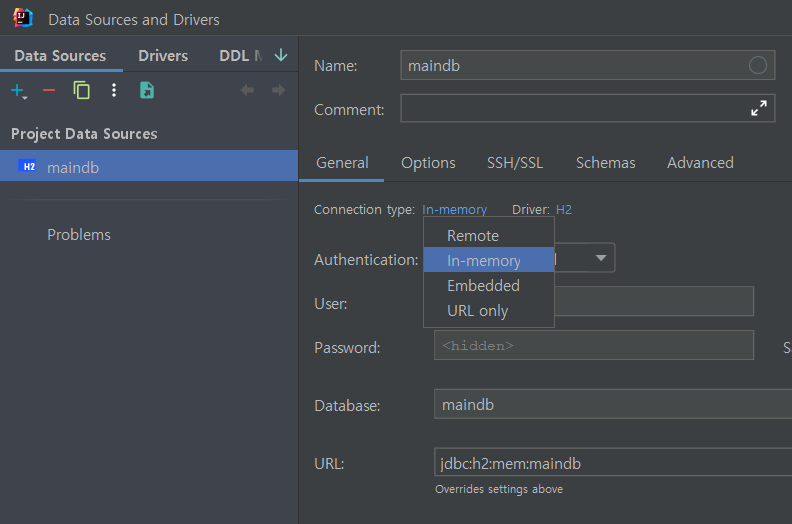 Data Sources and Drivers
Data Sources Drivers DDL M
Name: maindb
Comment:
Project Data Sources
H2 maindb
Problems
General Options SSH/SSL Schemas Advanced
Connection type: In-memory Driver: H2
Remote
In-memory
Embedded
URL only
Authentication:
User:
Password: <hidden> S
Database: maindb
URL: jdbc:h2:mem:maindb
Overrides settings above